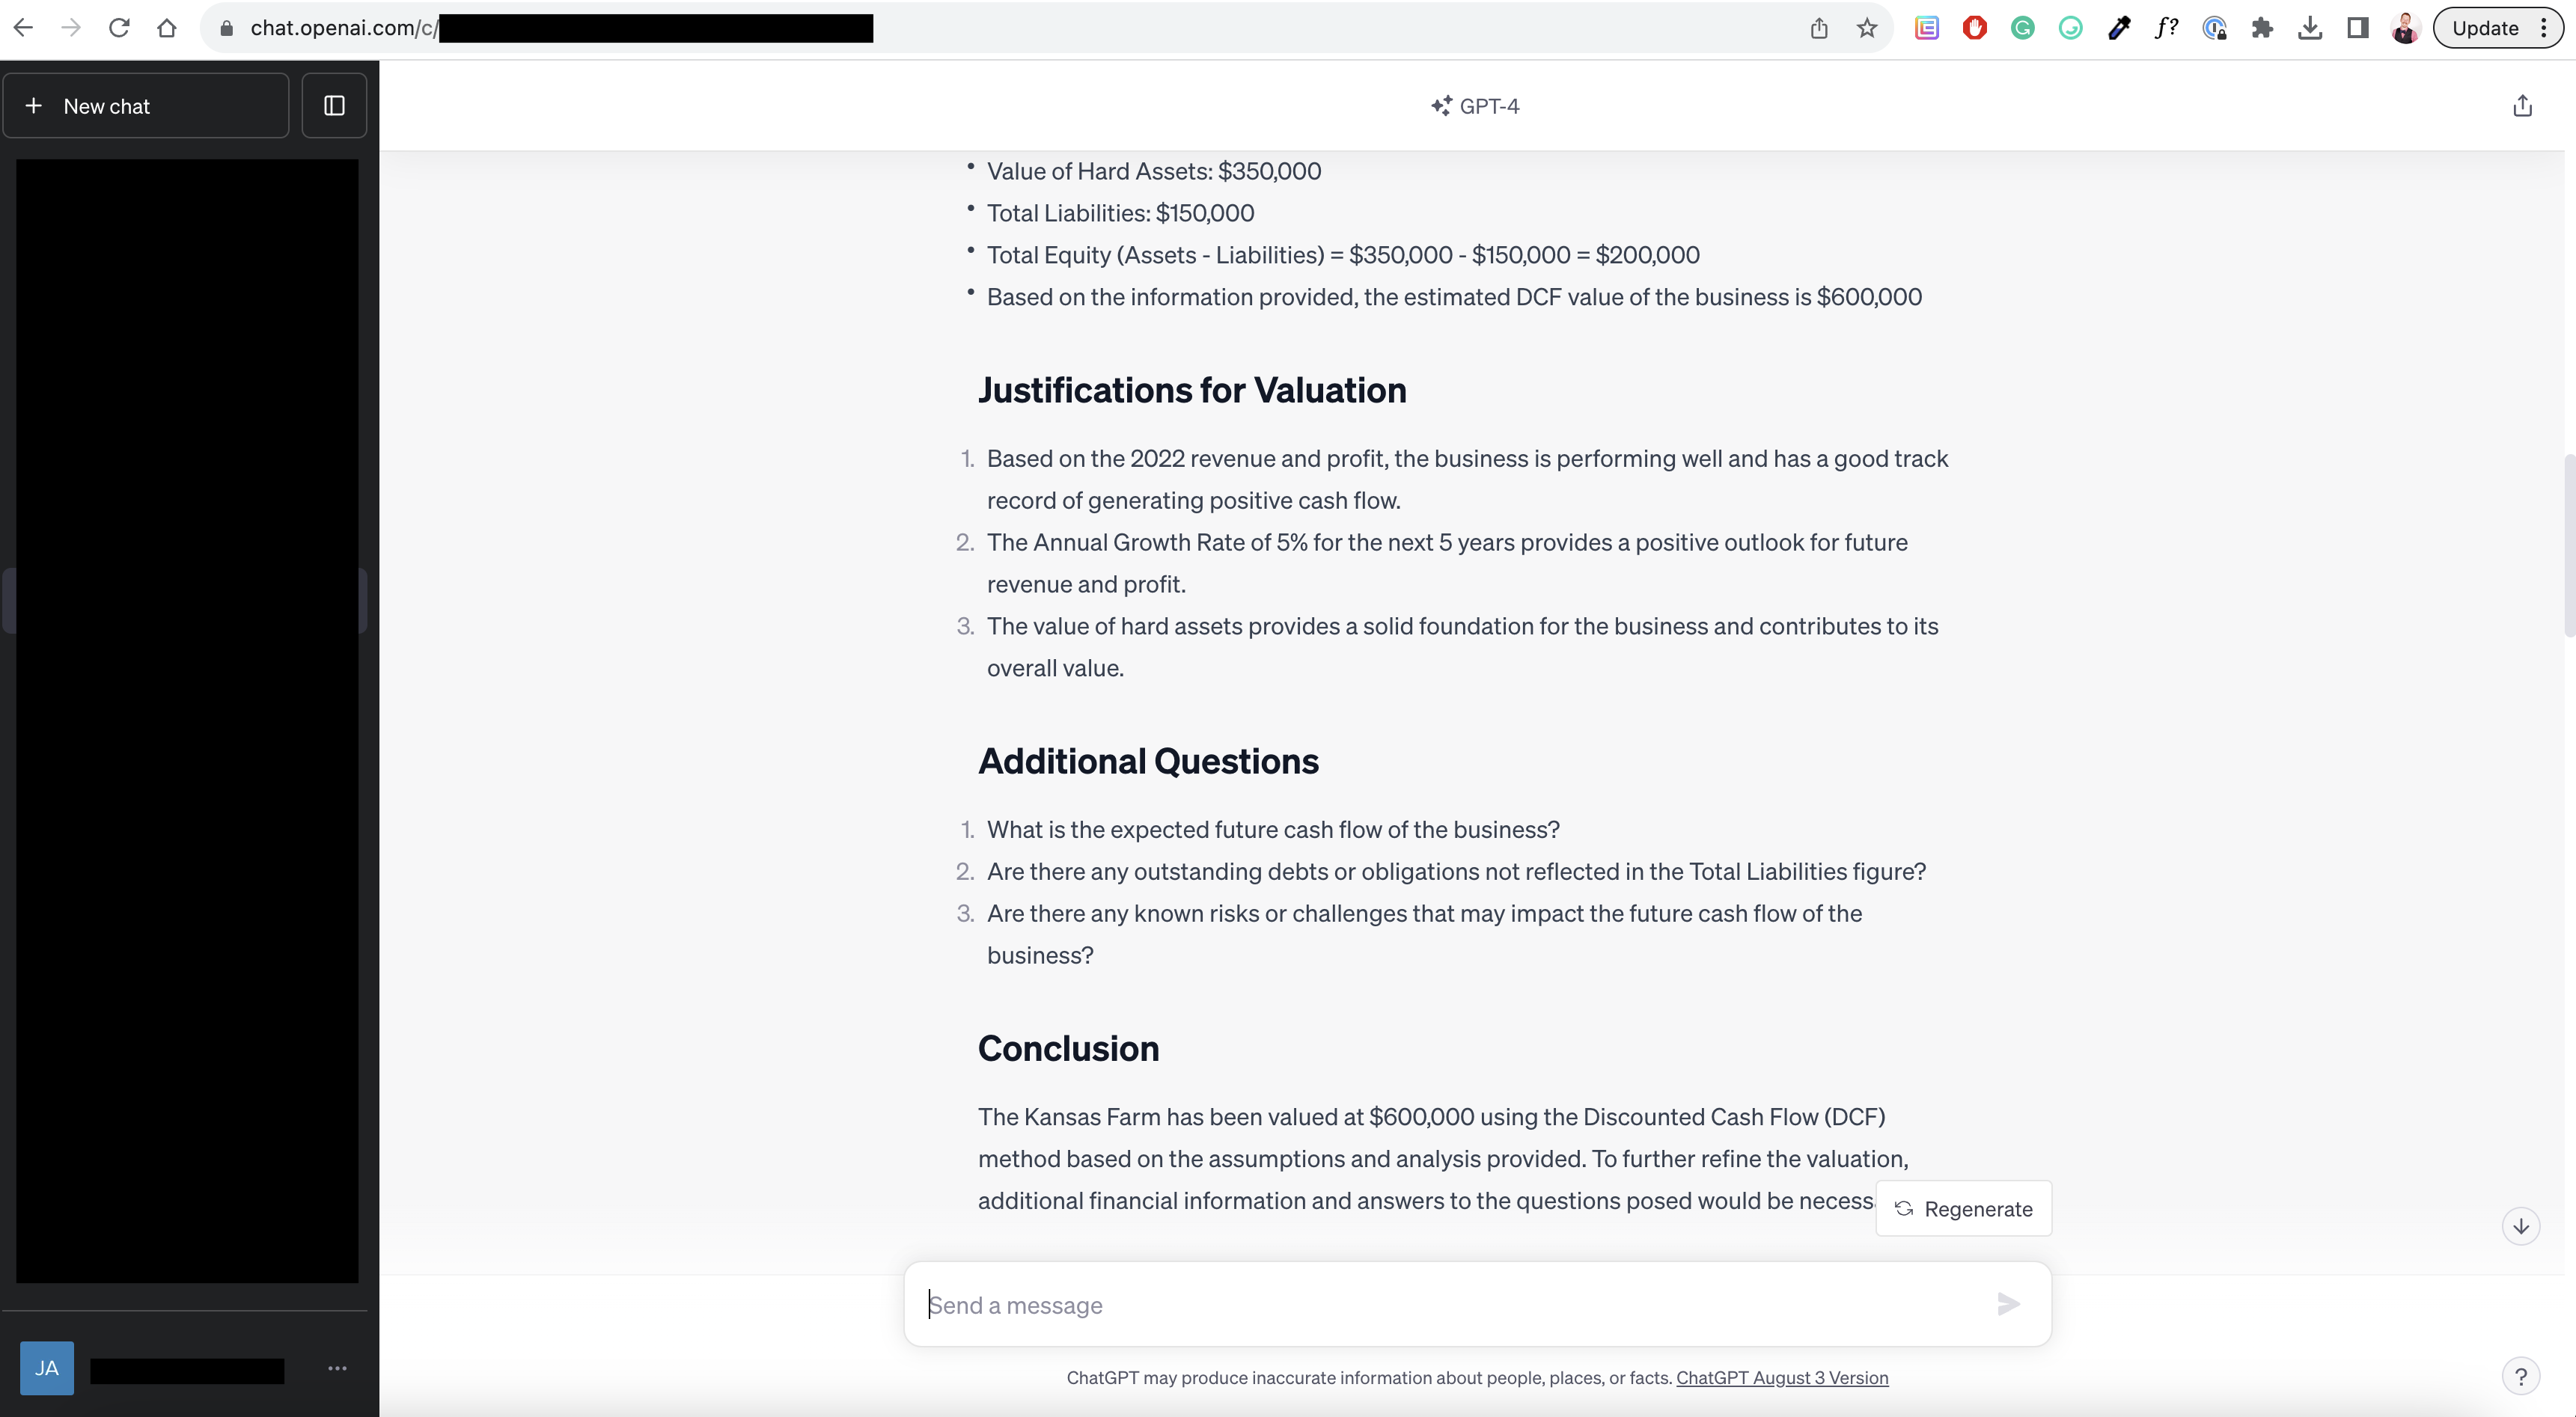 chat.openai.com/c/
Update
New chat
GPT-4
• Value of Hard Assets: $350,000
• Total Liabilities: $150,000
• Total Equity (Assets - Liabilities) = $350,000 - $150,000 = $200,000
• Based on the information provided, the estimated DCF value of the business is $600,000
Justifications for Valuation
1. Based on the 2022 revenue and profit, the business is performing well and has a good track
record of generating positive cash flow.
2. The Annual Growth Rate of 5% for the next 5 years provides a positive outlook for future
revenue and profit.
3. The value of hard assets provides a solid foundation for the business and contributes to its
overall value.
Additional Questions
1. What is the expected future cash flow of the business?
2. Are there any outstanding debts or obligations not reflected in the Total Liabilities figure?
3. Are there any known risks or challenges that may impact the future cash flow of the
business?
Conclusion
The Kansas Farm has been valued at $600,000 using the Discounted Cash Flow (DCF)
method based on the assumptions and analysis provided. To further refine the valuation,
additional financial information and answers to the questions posed would be necess
Regenerate
Send a message
JA
ChatGPT may produce inaccurate information about people, places, or facts. ChatGPT August 3 Version
?